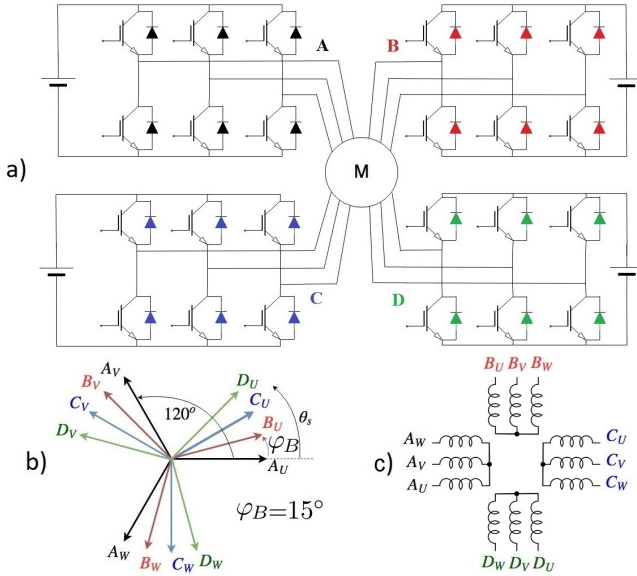 A
B
M
a)
C
D
A_V
B_V
C_V
D_V
120°
D_U
C_U
B_U
θ_s
φ_B
A_U
b)
φ_B=15°
A_W
B_W
C_W
D_W
B_U B_V B_W
A_W
A_V
A_U
C_U
C_V
C_W
c)
D_W D_V D_U